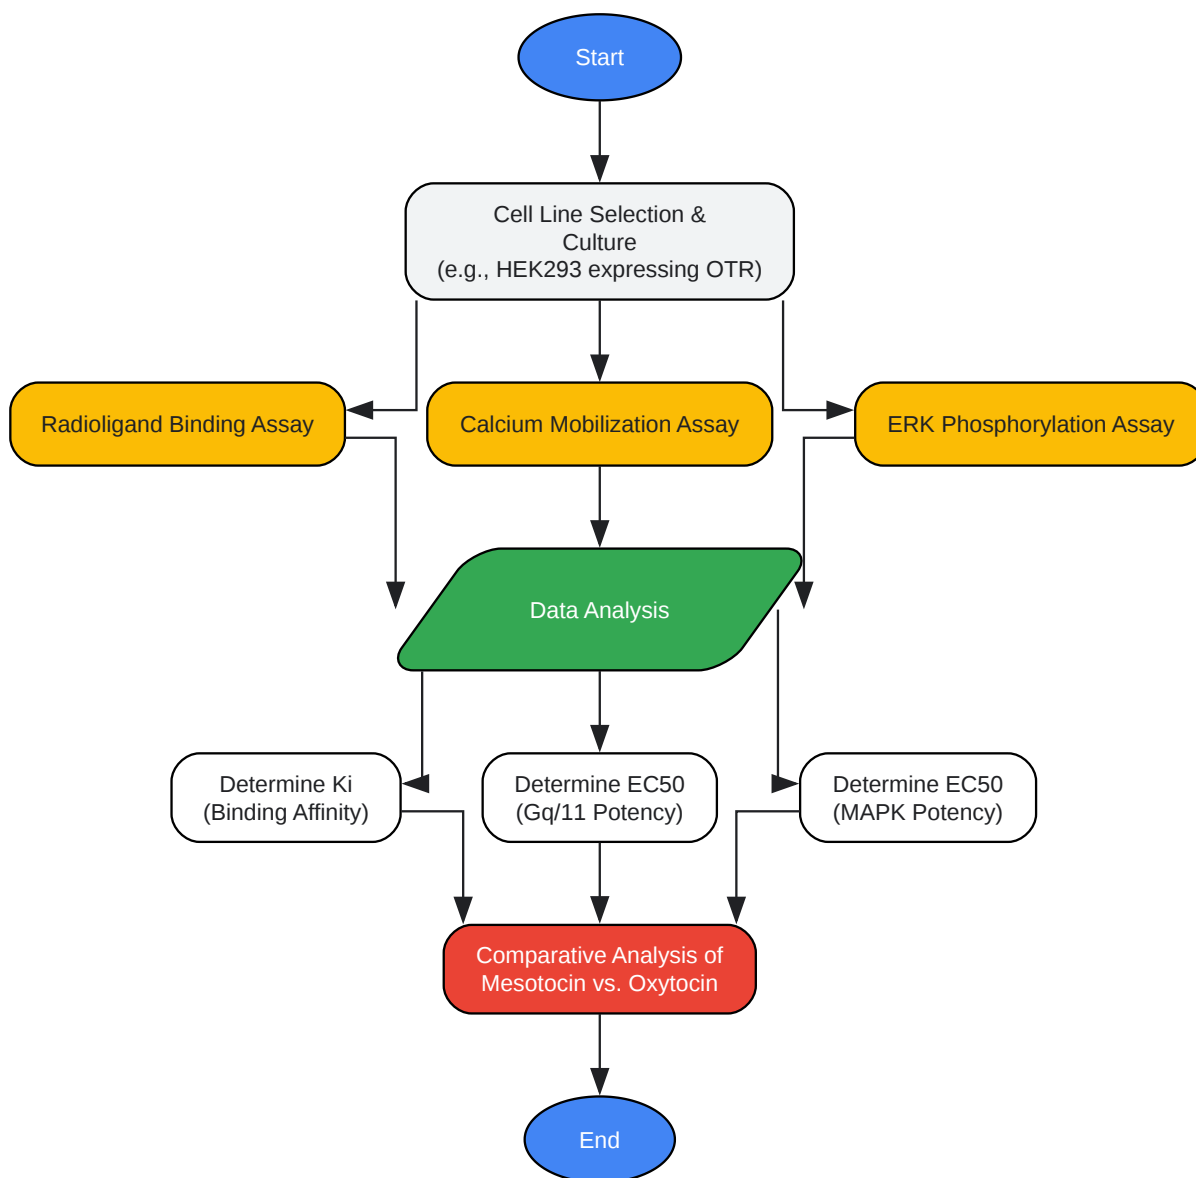 Start
Cell Line Selection &
Culture
(e.g., HEK293 expressing OTR)
Radioligand Binding Assay
Calcium Mobilization Assay
ERK Phosphorylation Assay
Data Analysis
Determine Ki
(Binding Affinity)
Determine EC50
(Gq/11 Potency)
Determine EC50
(MAPK Potency)
Comparative Analysis of
Mesotocin vs. Oxytocin
End